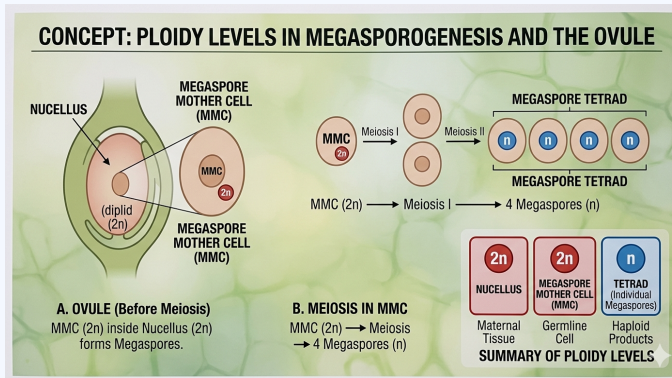 CONCEPT: PLOIDY LEVELS IN MEGASPOROGENESIS AND THE OVULE
NUCELLUS
MEGASPORE
MOTHER CELL
(MMC)
MMC
2n
(diplid
(2n)
MEGASPORE
MOTHER CELL
(MMC)
A. OVULE (Before Meiosis)
MMC (2n) inside Nucellus (2n)
forms Megaspores.
MMC
2n
Meiosis I
Meiosis II
MEGASPORE TETRAD
n n n n
MEGASPORE TETRAD
MMC (2n) → Meiosis I → 4 Megaspores (n)
B. MEIOSIS IN MMC
MMC (2n) → Meiosis
→ 4 Megaspores (n)
2n
NUCELLUS
Maternal
Tissue
2n
MEGASPORE
MOTHER CELL
(MMC)
Germline
Cell
n
TETRAD
(Individual
Megaspores)
Haploid
Products
SUMMARY OF PLOIDY LEVELS